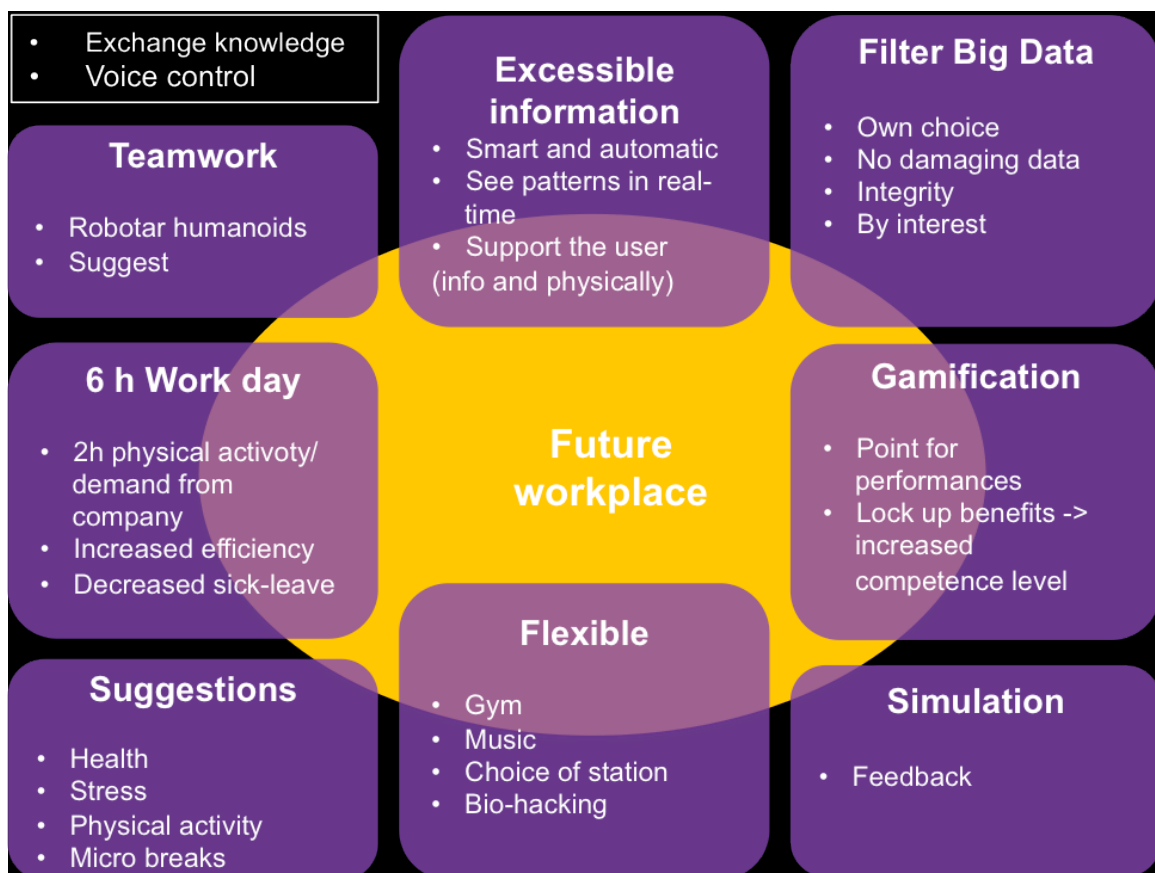 • Exchange knowledge
• Voice control
Teamwork
• Robotar humanoids
• Suggest
Excessible
information
• Smart and automatic
• See patterns in real-
time
• Support the user
(info and physically)
Filter Big Data
• Own choice
• No damaging data
• Integrity
• By interest
6 h Work day
• 2h physical activoty/
demand from
company
• Increased efficiency
• Decreased sick-leave
Future
workplace
Gamification
• Point for
performances
• Lock up benefits ->
increased
competence level
Suggestions
• Health
• Stress
• Physical activity
• Micro breaks
Flexible
• Gym
• Music
• Choice of station
• Bio-hacking
Simulation
• Feedback